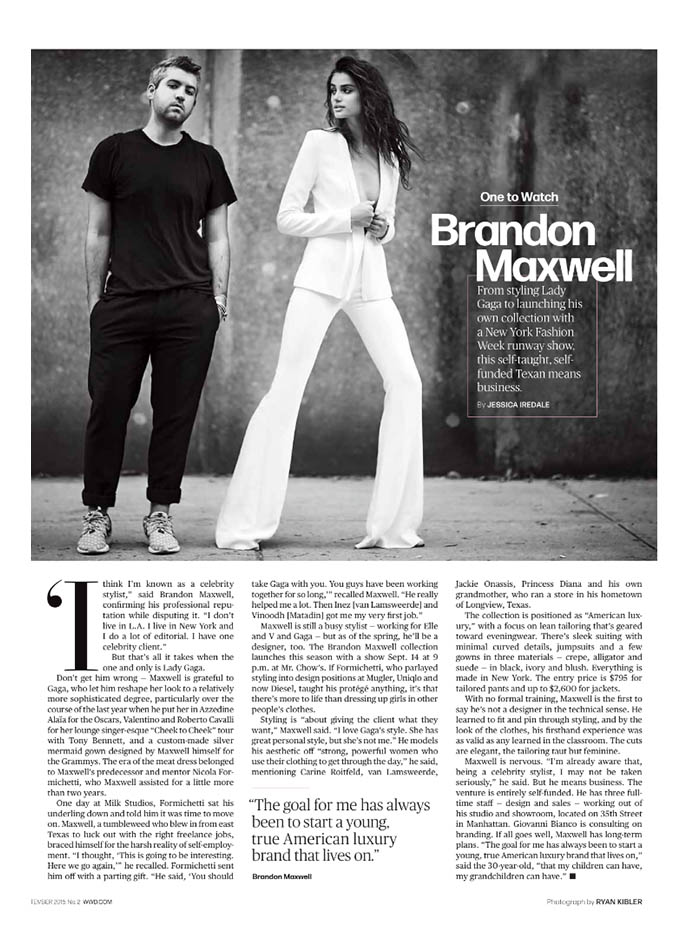 One to Watch
Brandon
Maxwell
From styling Lady
Gaga to launching his
own collection with
a New York Fashion
Week runway show,
this self-taught, self-
funded Texan means
business.
By JESSICA IREDALE
‘I think I’m known as a celebrity
stylist,” said Brandon Maxwell,
confirming his professional repu-
tation while disputing it. “I don’t
live in L.A. I live in New York and
I do a lot of editorial. I have one
celebrity client.”
But that’s all it takes when the
one and only is Lady Gaga.
Don’t get him wrong — Maxwell is grateful to
Gaga, who let him reshape her look to a relatively
more sophisticated degree, particularly over the
course of the last year when he put her in Azzedine
Alaïa for the Oscars, Valentino and Roberto Cavalli
for her lounge singer-esque “Cheek to Cheek” tour
with Tony Bennett, and a custom-made silver
mermaid gown designed by Maxwell himself for
the Grammys. The era of the meat dress belonged
to Maxwell’s predecessor and mentor Nicola For-
michetti, who Maxwell assisted for a little more
than two years.
One day at Milk Studios, Formichetti sat his
underling down and told him it was time to move
on. Maxwell, a tumbleweed who blew in from east
Texas to luck out with the right freelance jobs,
braced himself for the harsh reality of self-employ-
ment. “I thought, ‘This is going to be interesting.
Here we go again,’” he recalled. Formichetti sent
him off with a parting gift. “He said, ‘You should
take Gaga with you. You guys have been working
together for so long,’” recalled Maxwell. “He really
helped me a lot. Then Inez [van Lamsweerde] and
Vinoodh [Matadin] got me my very first job.”
Maxwell is still a busy stylist — working for Elle
and V and Gaga — but as of the spring, he’ll be a
designer, too. The Brandon Maxwell collection
launches this season with a show Sept. 14 at 9
p.m. at Mr. Chow’s. If Formichetti, who parlayed
styling into design positions at Mugler, Uniqlo and
now Diesel, taught his protégé anything, it’s that
there’s more to life than dressing up girls in other
people’s clothes.
Styling is “about giving the client what they
want,” Maxwell said. “I love Gaga’s style. She has
great personal style, but she’s not me.” He models
his aesthetic off “strong, powerful women who
use their clothing to get through the day,” he said,
mentioning Carine Roitfeld, van Lamsweerde,
“The goal for me has always
been to start a young,
true American luxury
brand that lives on.”
Brandon Maxwell
Jackie Onassis, Princess Diana and his own
grandmother, who ran a store in his hometown
of Longview, Texas.
The collection is positioned as “American lux-
ury,” with a focus on lean tailoring that’s geared
toward eveningwear. There’s sleek suiting with
minimal curved details, jumpsuits and a few
gowns in three materials — crepe, alligator and
suede — in black, ivory and blush. Everything is
made in New York. The entry price is $795 for
tailored pants and up to $2,600 for jackets.
With no formal training, Maxwell is the first to
say he’s not a designer in the technical sense. He
learned to fit and pin through styling, and by the
look of the clothes, his firsthand experience was
as valid as any learned in the classroom. The cuts
are elegant, the tailoring taut but feminine.
Maxwell is nervous. “I’m already aware that,
being a celebrity stylist, I may not be taken
seriously,” he said. But he means business. The
venture is entirely self-funded. He has three full-
time staff — design and sales — working out of
his studio and showroom, located on 35th Street
in Manhattan. Giovanni Bianco is consulting on
branding. If all goes well, Maxwell has long-term
plans. “The goal for me has always been to start a
young, true American luxury brand that lives on,”
said the 30-year-old, “that my children can have,
my grandchildren can have.” ■
2015 No.2 WWD.COM
Photograph by RYAN KIBLER